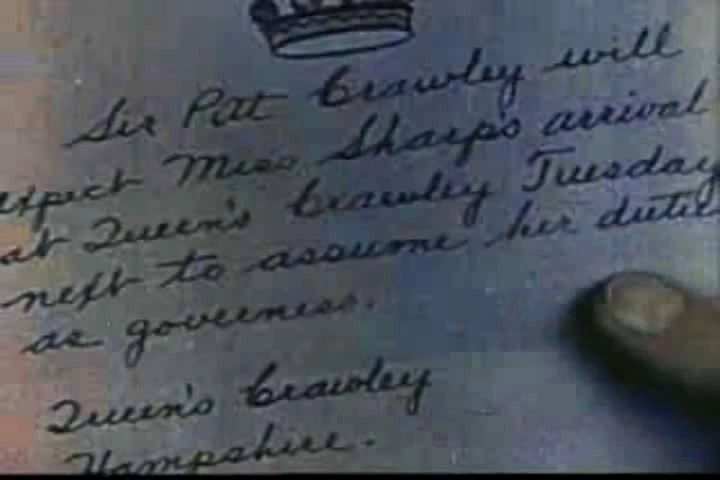 Sir Pitt Crawley will
expect Miss Sharp's arrival
at Queen's Crawley Tuesday
next to assume her duties
as governess.
Queen's Crawley
Hampshire.